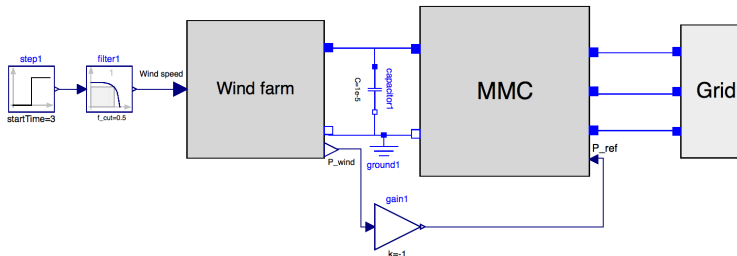 step1
filter1
1
startTime=3
f_cut=0.5
Wind speed
Wind farm
P_wind
C=1e-5
capacitor1
ground1
MMC
P_ref
Grid
gain1
k=-1